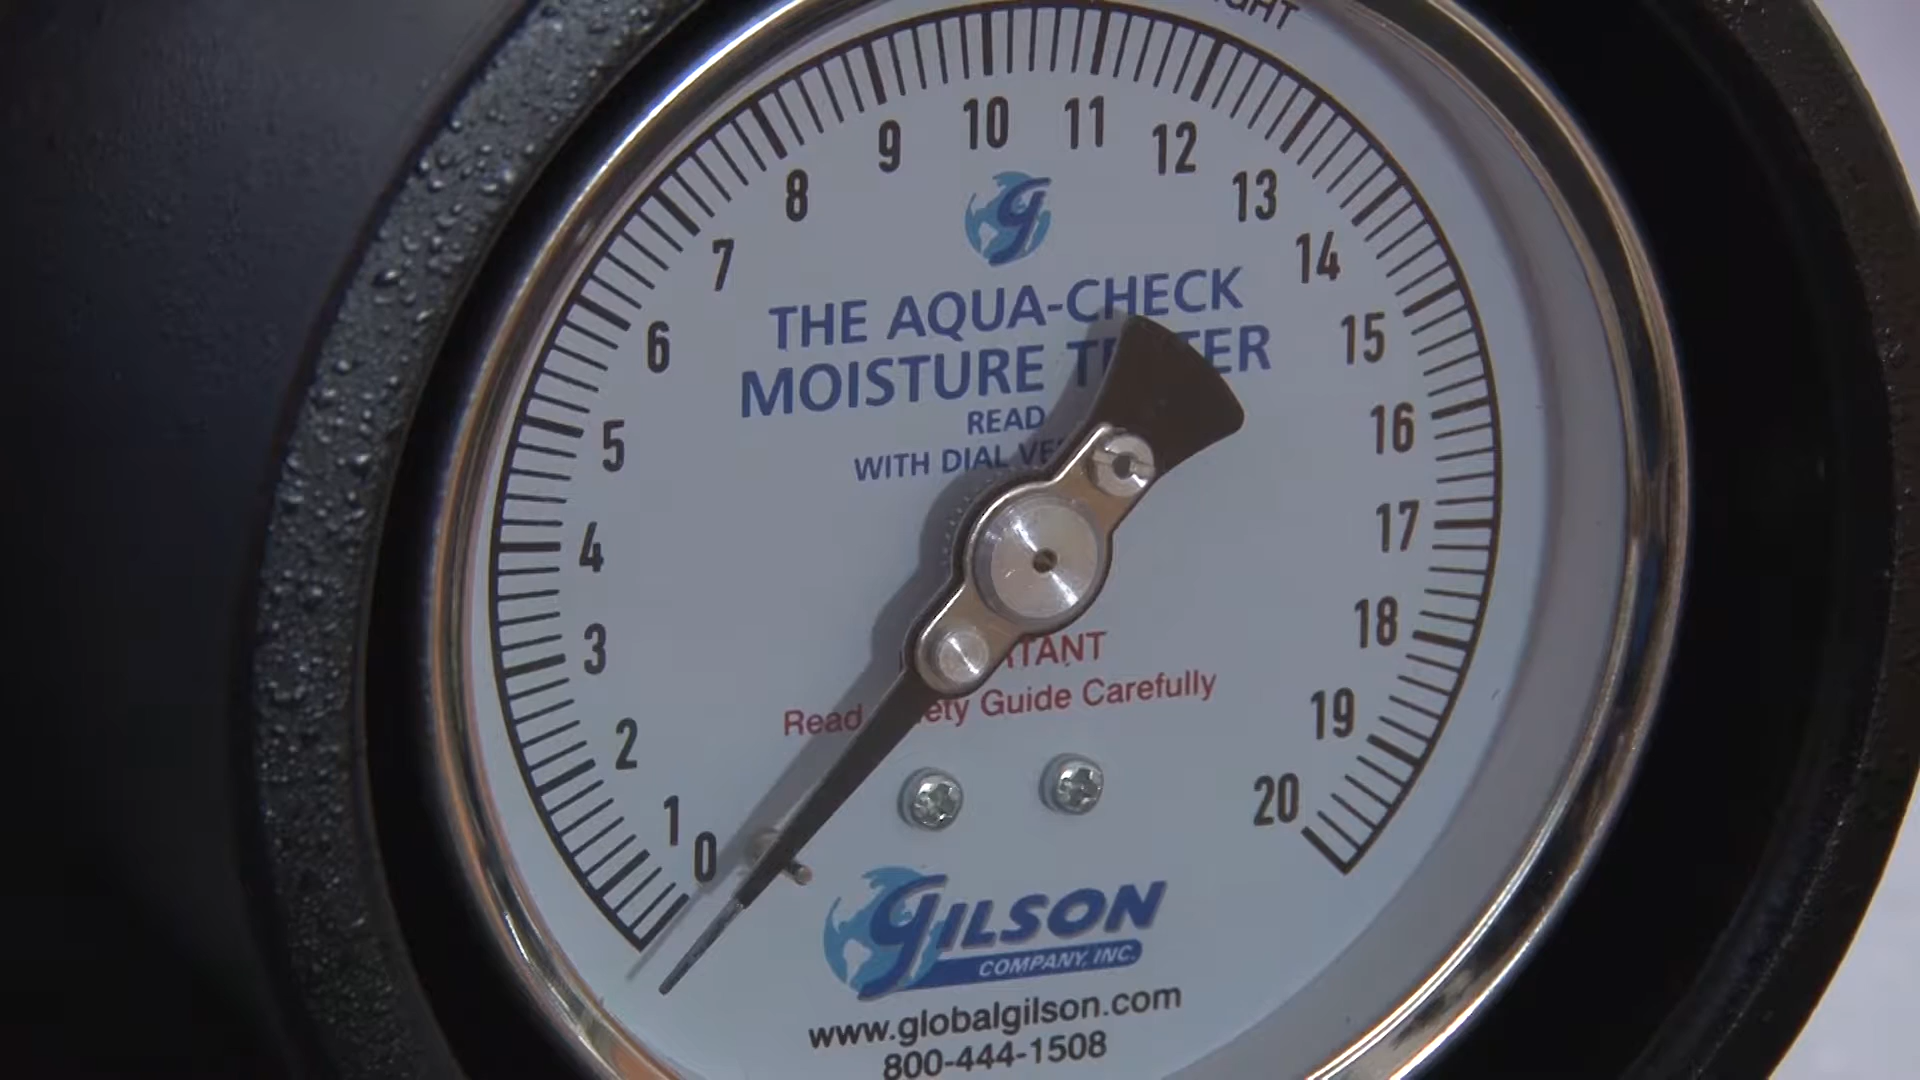 10
11
9
12
8
13
7
14
THE AQUA-CHECK
6
15
MOISTURE
READ
5
16
WITH DIAL
4
17
3
18
Read Guide Carefully
2
19
1
20
0
GILSON
COMPANY, INC.
www.globalgilson.com
800-444-1508